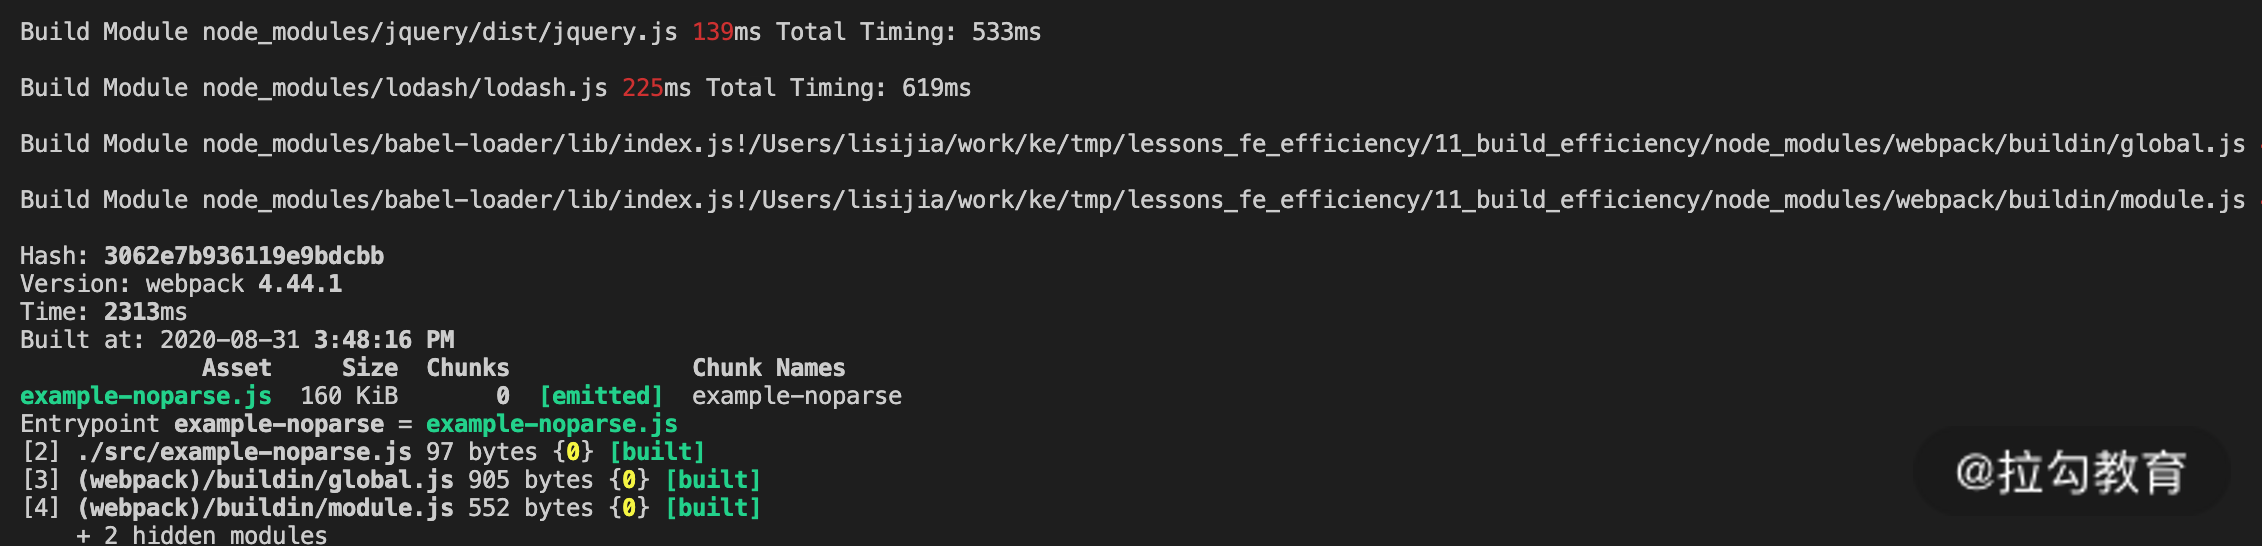 Build Module node_modules/jquery/dist/jquery.js 139ms Total Timing: 533ms
Build Module node_modules/lodash/lodash.js 225ms Total Timing: 619ms
Build Module node_modules/babel-loader/lib/index.js!/Users/lisijia/work/ke/tmp/lessons_fe_efficiency/11_build_efficiency/node_modules/webpack/buildin/global.js
Build Module node_modules/babel-loader/lib/index.js!/Users/lisijia/work/ke/tmp/lessons_fe_efficiency/11_build_efficiency/node_modules/webpack/buildin/module.js
Hash: 3062e7b936119e9bdcbb
Version: webpack 4.44.1
Time: 2313ms
Built at: 2020-08-31 3:48:16 PM
Asset Size Chunks Chunk Names
example-noparse.js 160 KiB 0 [emitted] example-noparse
Entrypoint example-noparse = example-noparse.js
[2] ./src/example-noparse.js 97 bytes {0} [built]
[3] (webpack)/buildin/global.js 905 bytes {0} [built]
[4] (webpack)/buildin/module.js 552 bytes {0} [built]
+ 2 hidden modules
@拉勾教育